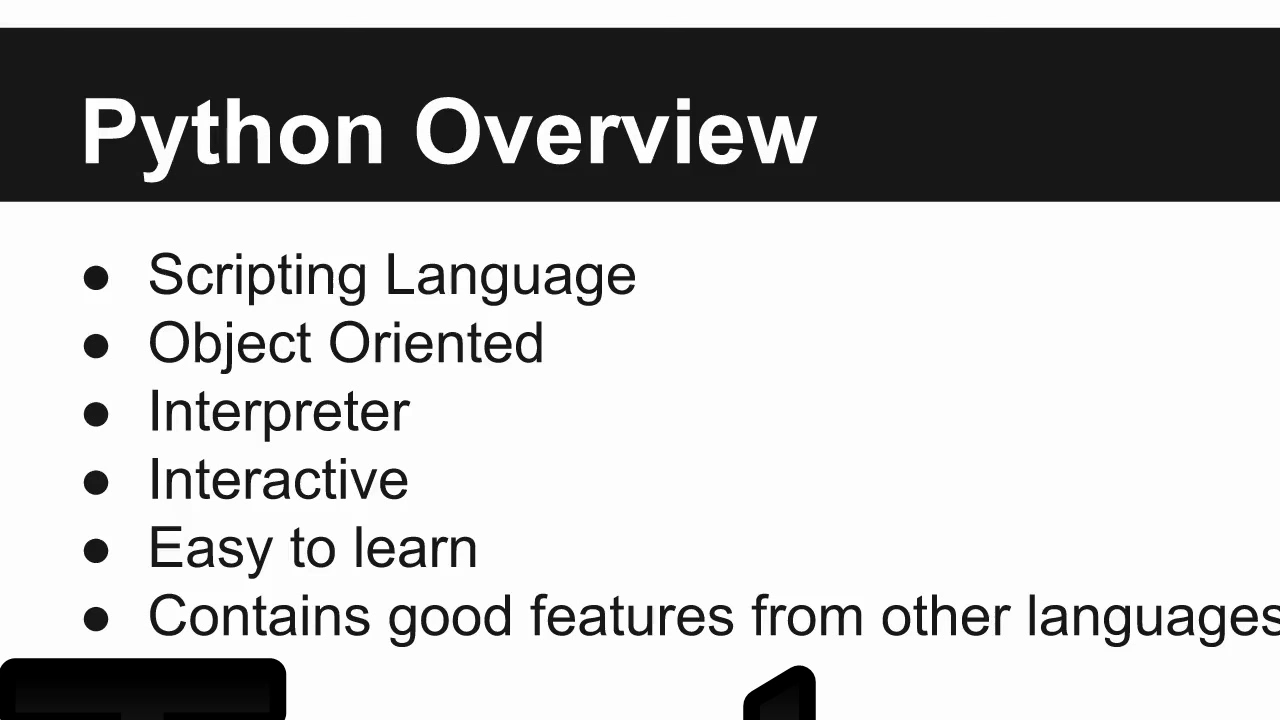 Python Overview
● Scripting Language
● Object Oriented
● Interpreter
● Interactive
● Easy to learn
● Contains good features from other languages